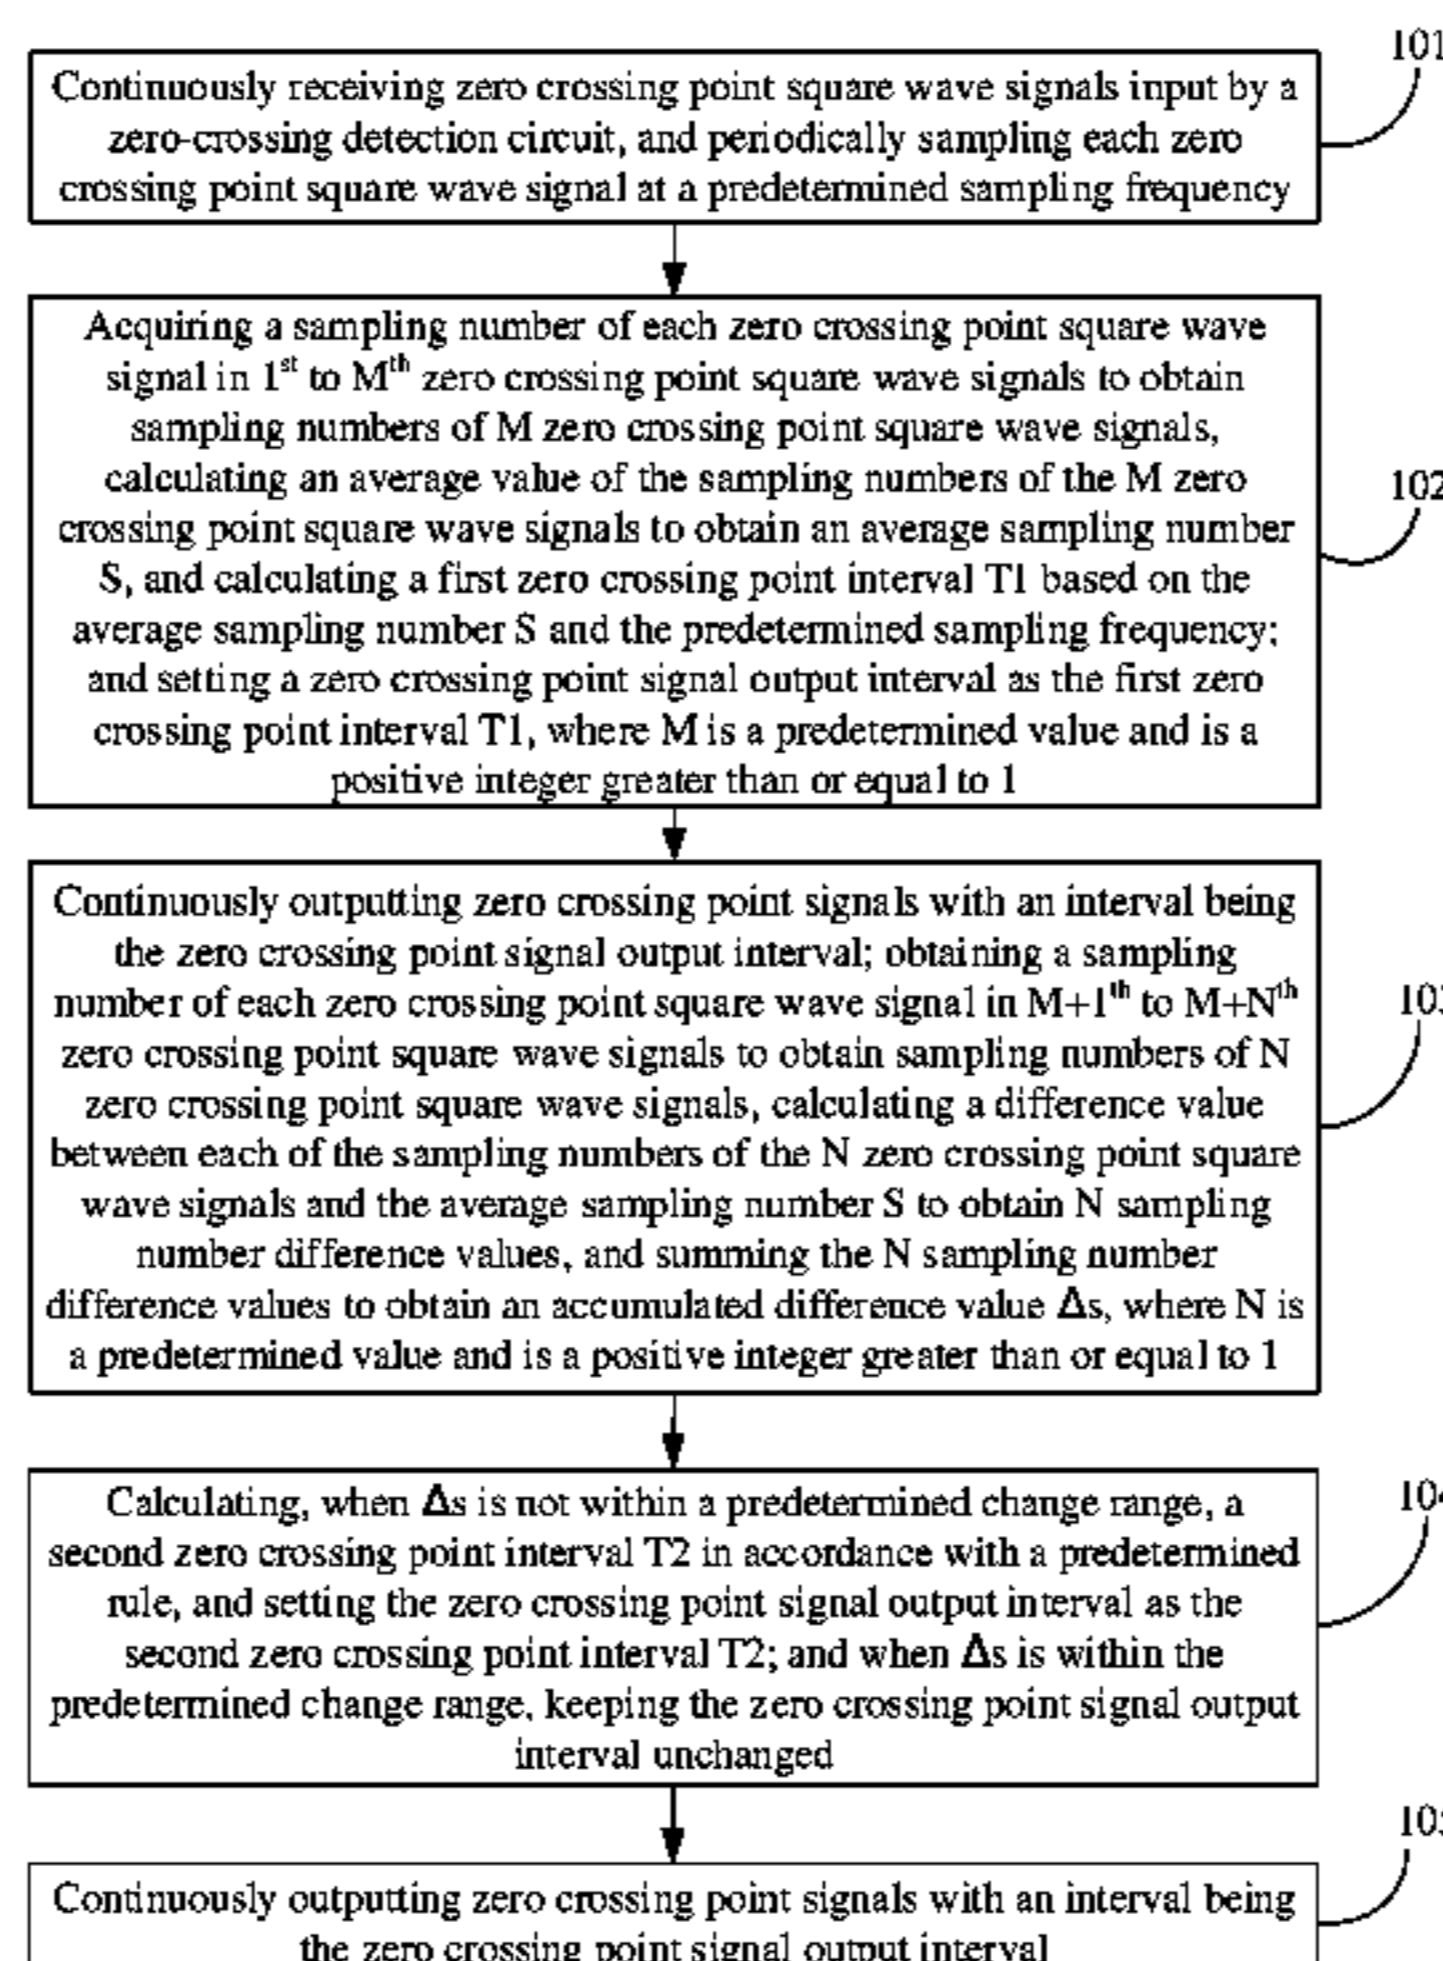 101
Continuously receiving zero crossing point square wave signals input by a
zero-crossing detection circuit, and periodically sampling each zero
crossing point square wave signal at a predetermined sampling frequency
Acquiring a sampling number of each zero crossing point square wave
signal in 1st to Mth zero crossing point square wave signals to obtain
sampling numbers of M zero crossing point square wave signals,
calculating an average value of the sampling numbers of the M zero
102
crossing point square wave signals to obtain an average sampling number
S, and calculating a first zero crossing point interval T1 based on the
average sampling number S and the predetermined sampling frequency;
and setting a zero crossing point signal output interval as the first zero
crossing point interval T1, where M is a predetermined value and is a
positive integer greater than or equal to 1
Continuously outputting zero crossing point signals with an interval being
the zero crossing point signal output interval; obtaining a sampling
number of each zero crossing point square wave signal in M+1th to M+Nth
103
zero crossing point square wave signals to obtain sampling numbers of N
zero crossing point square wave signals, calculating a difference value
between each of the sampling numbers of the N zero crossing point square
wave signals and the average sampling number S to obtain N sampling
number difference values, and summing the N sampling number
difference values to obtain an accumulated difference value Δs, where N is
a predetermined value and is a positive integer greater than or equal to 1
104
Calculating, when Δs is not within a predetermined change range, a
second zero crossing point interval T2 in accordance with a predetermined
rule, and setting the zero crossing point signal output interval as the
second zero crossing point interval T2; and when Δs is within the
predetermined change range, keeping the zero crossing point signal output
interval unchanged
105
Continuously outputting zero crossing point signals with an interval being
the zero crossing point signal output interval